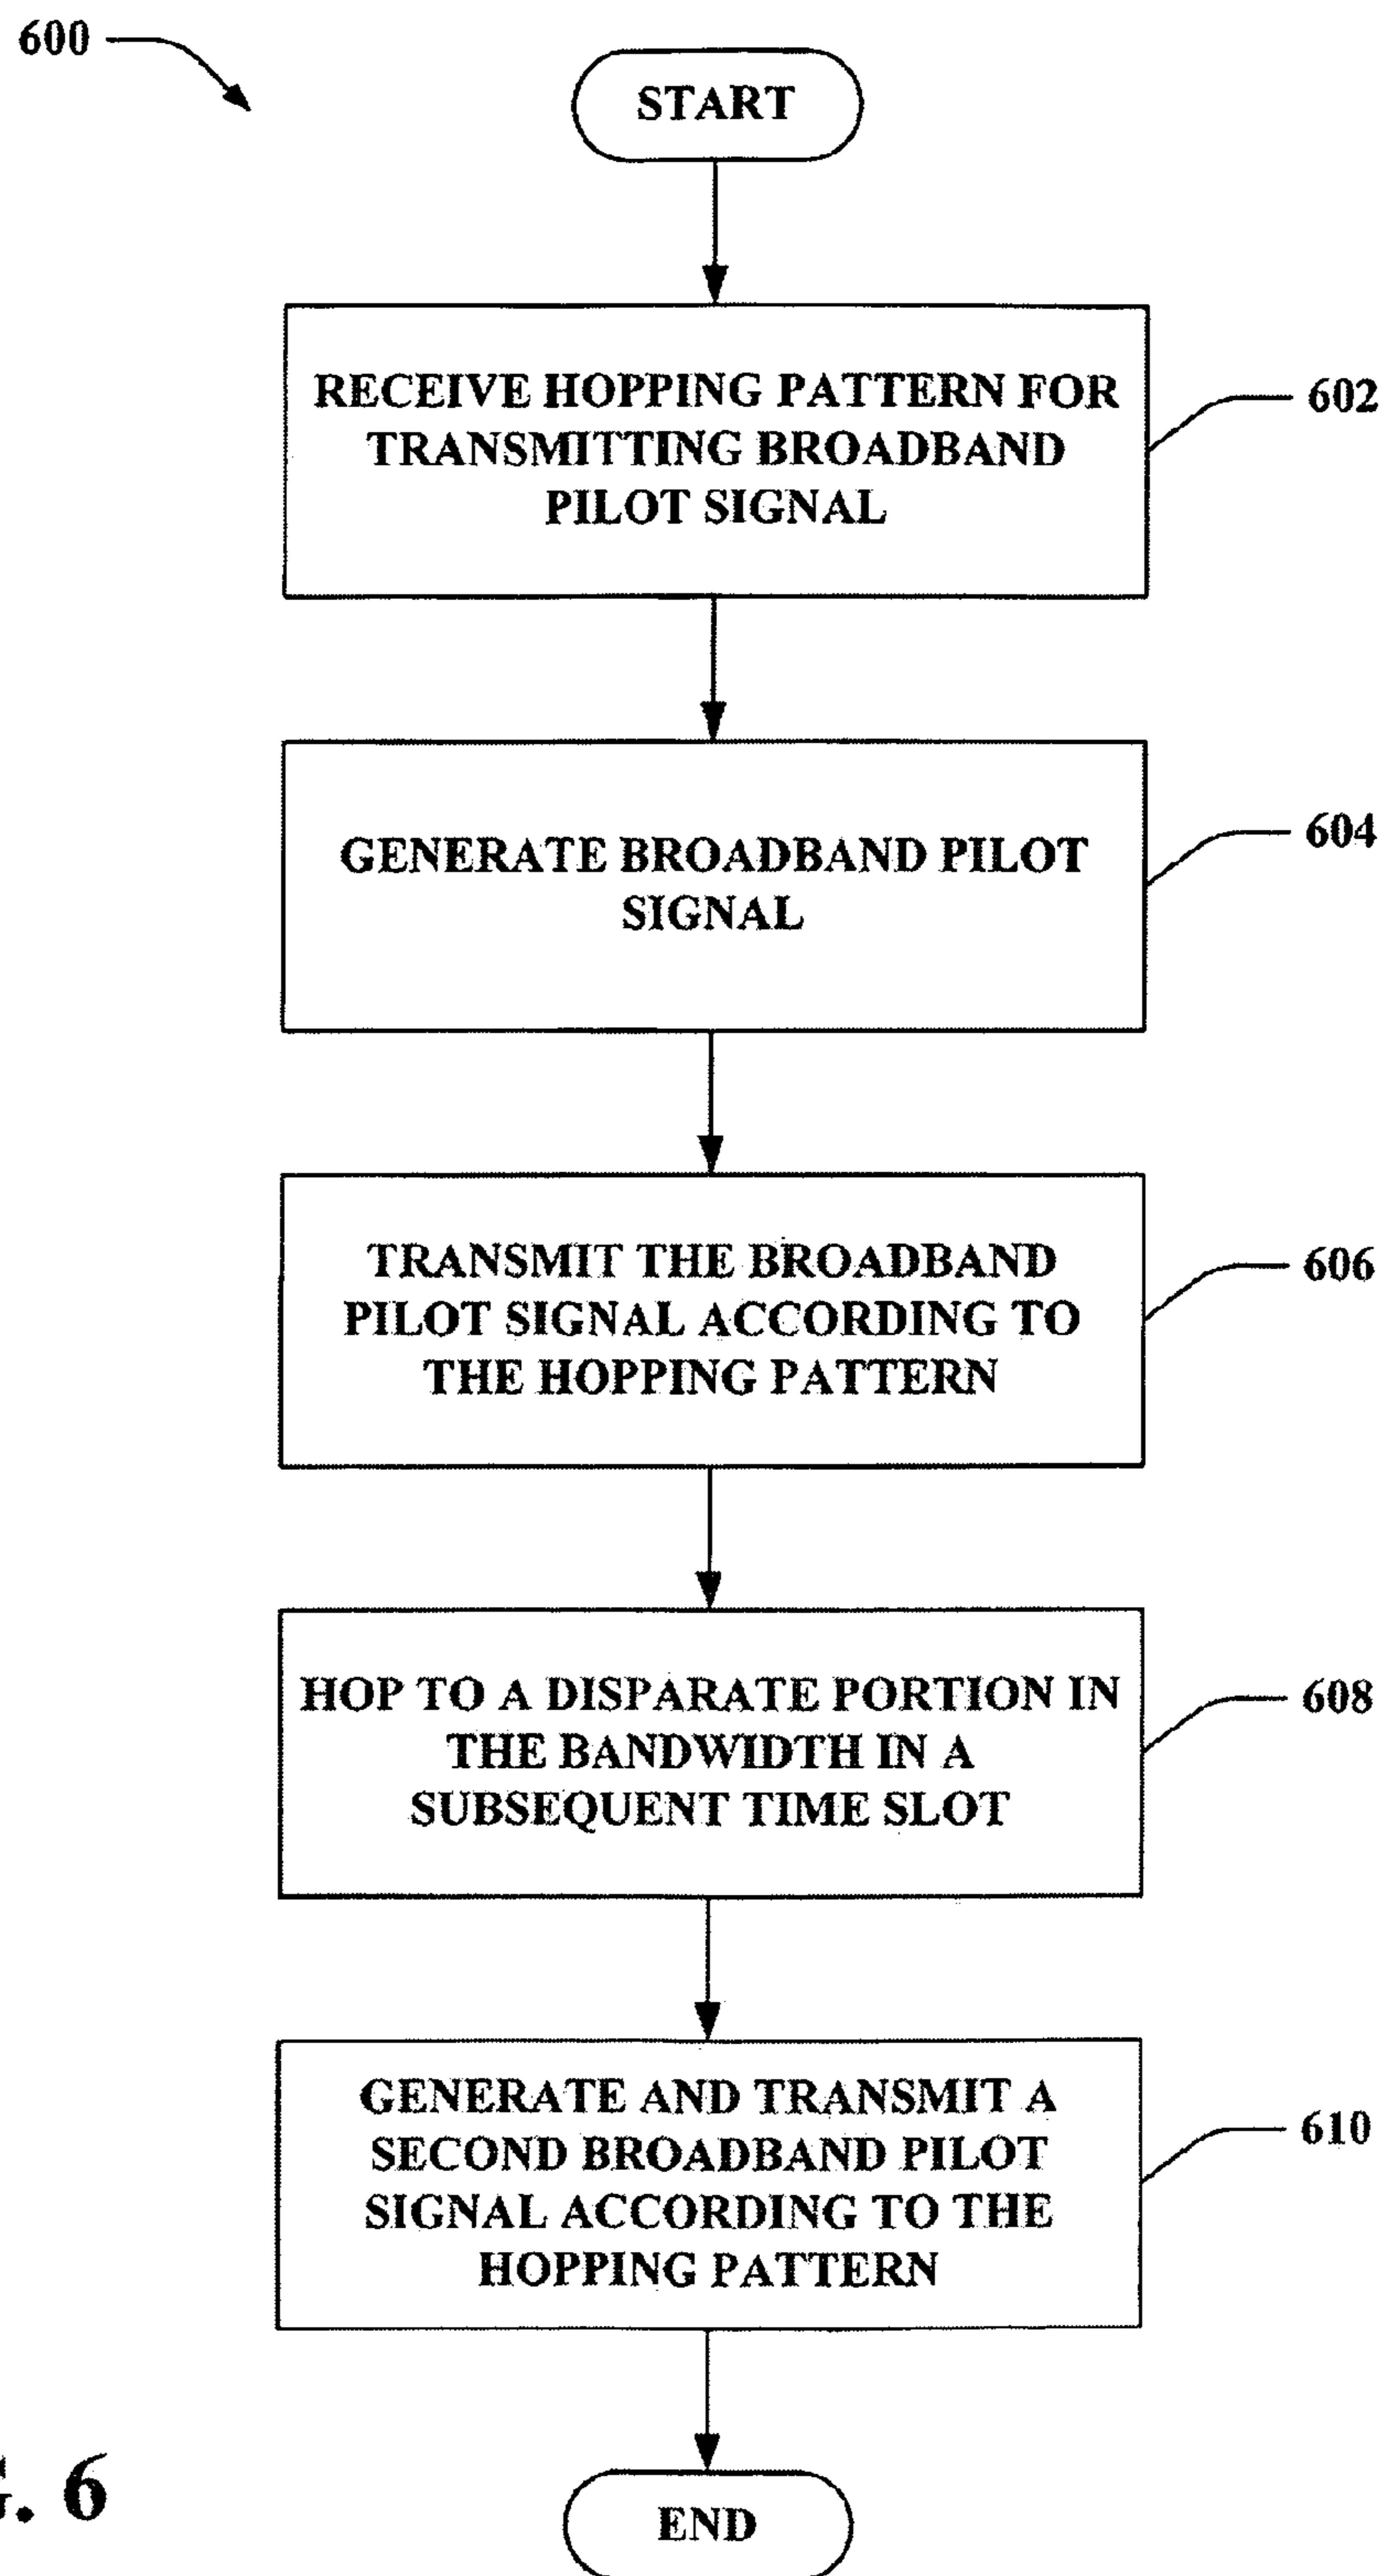 600
START
RECEIVE HOPPING PATTERN FOR
TRANSMITTING BROADBAND
PILOT SIGNAL
602
GENERATE BROADBAND PILOT
SIGNAL
604
TRANSMIT THE BROADBAND
PILOT SIGNAL ACCORDING TO
THE HOPPING PATTERN
606
HOP TO A DISPARATE PORTION IN
THE BANDWIDTH IN A
SUBSEQUENT TIME SLOT
608
GENERATE AND TRANSMIT A
SECOND BROADBAND PILOT
SIGNAL ACCORDING TO THE
HOPPING PATTERN
610
G. 6
END